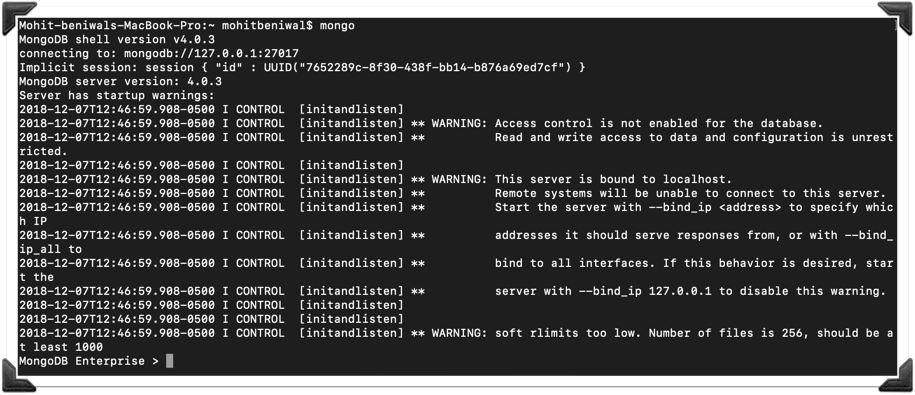 Mohit-beniwals-MacBook-Pro:~ mohitbeniwal$ mongo
MongoDB shell version v4.0.3
connecting to: mongodb://127.0.0.1:27017
Implicit session: session { "id" : UUID("7652289c-8f30-438f-bb14-b876a69ed7cf") }
MongoDB server version: 4.0.3
Server has startup warnings:
2018-12-07T12:46:59.908-0500 I CONTROL  [initandlisten]
2018-12-07T12:46:59.908-0500 I CONTROL  [initandlisten] ** WARNING: Access control is not enabled for the database.
2018-12-07T12:46:59.908-0500 I CONTROL  [initandlisten] **          Read and write access to data and configuration is unrest
ricted.
2018-12-07T12:46:59.908-0500 I CONTROL  [initandlisten]
2018-12-07T12:46:59.908-0500 I CONTROL  [initandlisten] ** WARNING: This server is bound to localhost.
2018-12-07T12:46:59.908-0500 I CONTROL  [initandlisten] **          Remote systems will be unable to connect to this server.
2018-12-07T12:46:59.908-0500 I CONTROL  [initandlisten] **          Start the server with --bind_ip <address> to specify whic
h IP
2018-12-07T12:46:59.908-0500 I CONTROL  [initandlisten] **          addresses it should serve responses from, or with --bind_
ip_all to
2018-12-07T12:46:59.908-0500 I CONTROL  [initandlisten] **          bind to all interfaces. If this behavior is desired, star
t the
2018-12-07T12:46:59.908-0500 I CONTROL  [initandlisten] **          server with --bind_ip 127.0.0.1 to disable this warning.
2018-12-07T12:46:59.908-0500 I CONTROL  [initandlisten]
2018-12-07T12:46:59.908-0500 I CONTROL  [initandlisten]
2018-12-07T12:46:59.908-0500 I CONTROL  [initandlisten] ** WARNING: soft rlimits too low. Number of files is 256, should be a
t least 1000
MongoDB Enterprise >